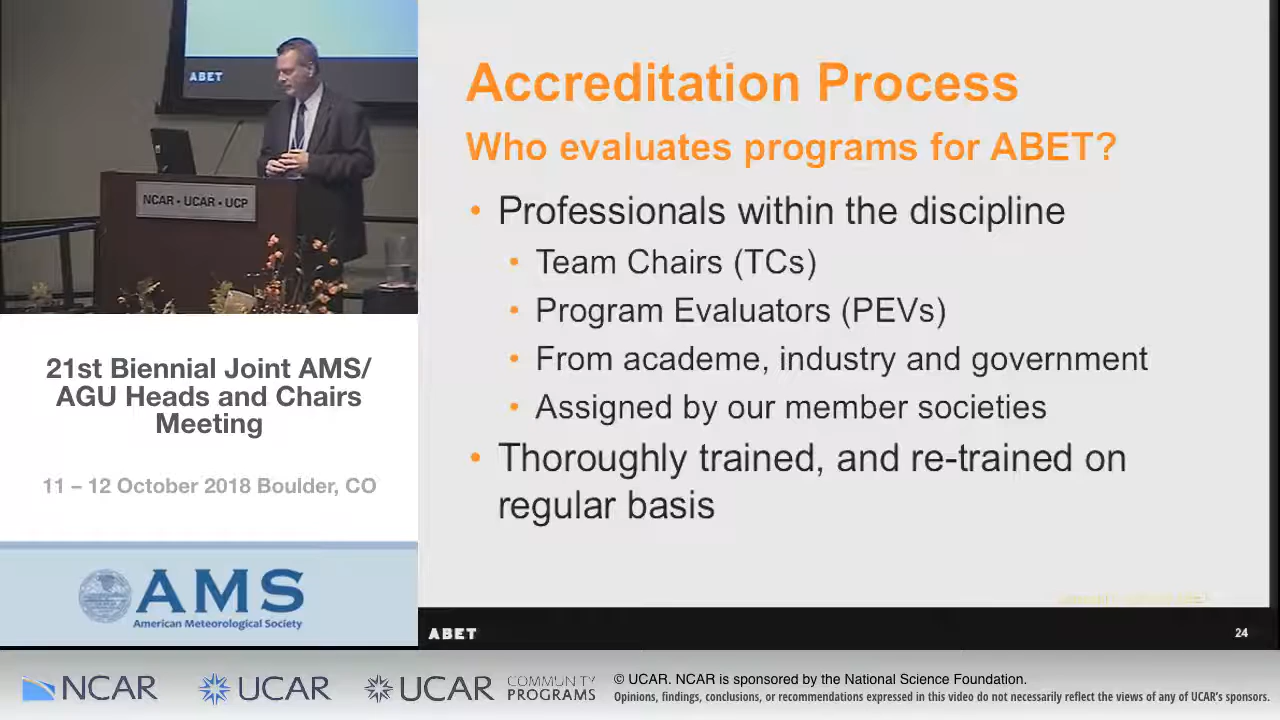 ABET
NCAR • UCAR • UCP
21st Biennial Joint AMS/
AGU Heads and Chairs
Meeting
11 – 12 October 2018 Boulder, CO
AMS
American Meteorological Society
Accreditation Process
Who evaluates programs for ABET?
• Professionals within the discipline
• Team Chairs (TCs)
• Program Evaluators (PEVs)
• From academe, industry and government
• Assigned by our member societies
• Thoroughly trained, and re-trained on
regular basis
ABET
24
NCAR
UCAR
UCAR
COMMUNITY
PROGRAMS
© UCAR. NCAR is sponsored by the National Science Foundation.
Opinions, findings, conclusions, or recommendations expressed in this video do not necessarily reflect the views of any of UCAR's sponsors.